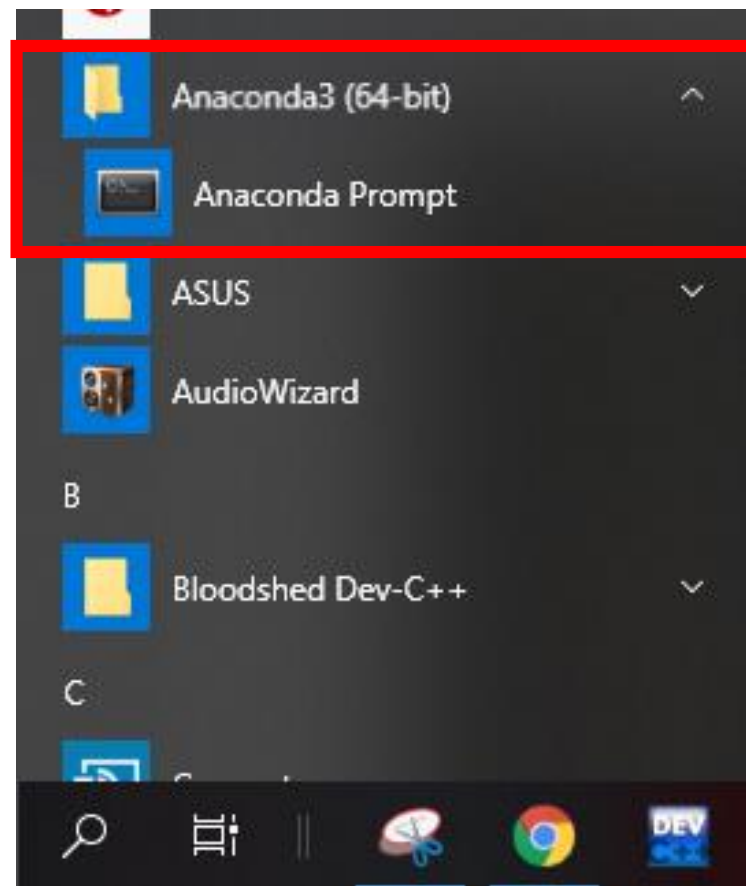 Anaconda3 (64-bit)
Anaconda Prompt
ASUS
AudioWizard
B
Bloodshed Dev-C++
C
DEV